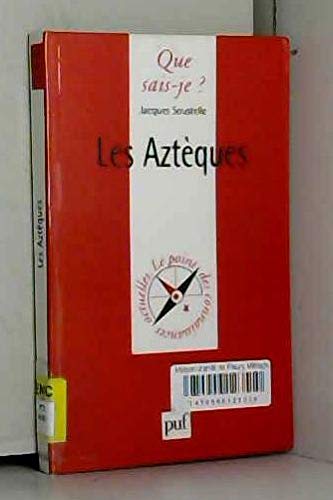 Que
sais-je ?
Jacques Soustelle
Les Aztèques
Le point des connaissances actuelles
puf
Les Aztèques